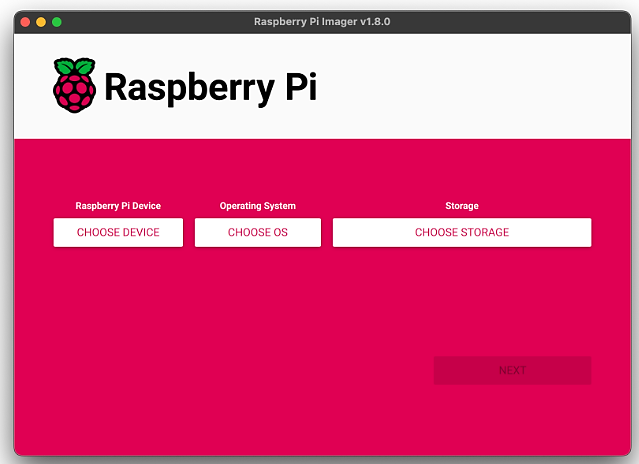 Raspberry Pi Imager v1.8.0
Raspberry Pi
Raspberry Pi Device
Operating System
Storage
CHOOSE DEVICE
CHOOSE OS
CHOOSE STORAGE
NEXT